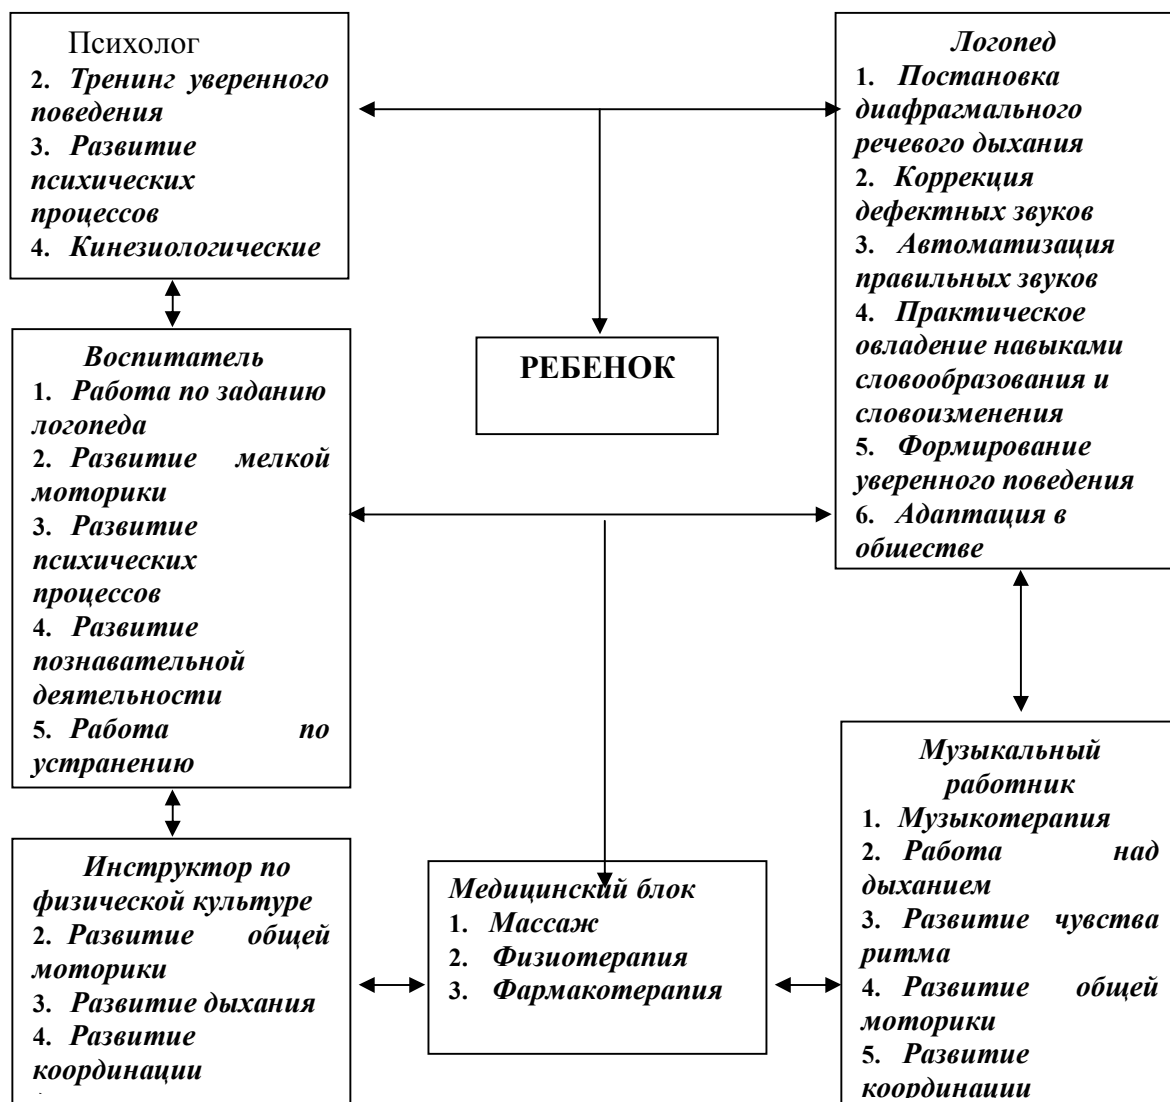 Психолог
2. Тренинг уверенного
поведения
3. Развитие
психических
процессов
4. Кинезиологические
Логопед
1. Постановка
диафрагмального
речевого дыхания
2. Коррекция
дефектных звуков
3. Автоматизация
правильных звуков
4. Практическое
овладение навыками
словообразования и
словоизменения
5. Формирование
уверенного поведения
6. Адаптация в
обществе
РЕБЕНОК
Воспитатель
1. Работа по заданию
логопеда
2. Развитие мелкой
моторики
3. Развитие
психических
процессов
4. Развитие
познавательной
деятельности
5. Работа по
устранению
Музыкальный
работник
1. Музыкотерапия
2. Работа над
дыханием
3. Развитие чувства
ритма
4. Развитие общей
моторики
5. Развитие
координации
Инструктор по
физической культуре
2. Развитие общей
моторики
3. Развитие дыхания
4. Развитие
координации
Медицинский блок
1. Массаж
2. Физиотерапия
3. Фармакотерапия